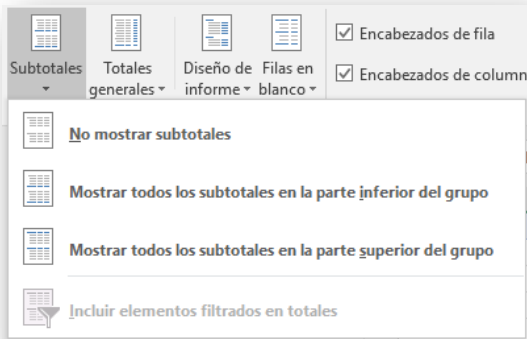 Subtotales
Totales generales
Diseño de informe
Filas en blanco
Encabezados de fila
Encabezados de column
No mostrar subtotales
Mostrar todos los subtotales en la parte inferior del grupo
Mostrar todos los subtotales en la parte superior del grupo
Incluir elementos filtrados en totales